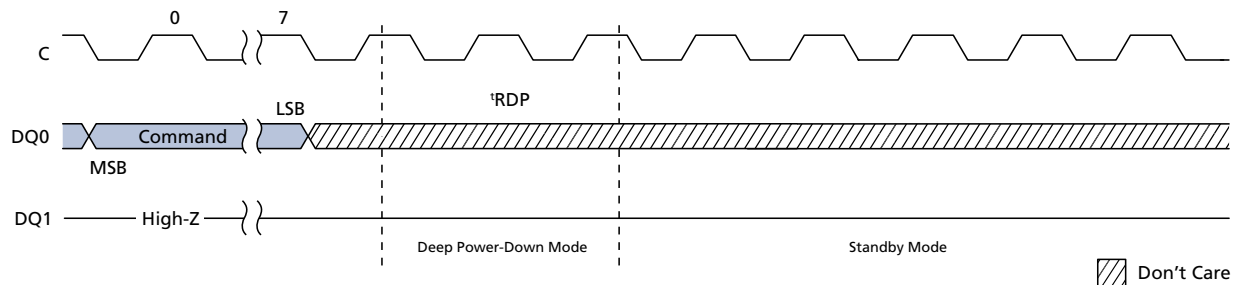 0 7
C
LSB
ᵗRDP
DQ0 Command
MSB
DQ1 High-Z
Deep Power-Down Mode Standby Mode
Don't Care